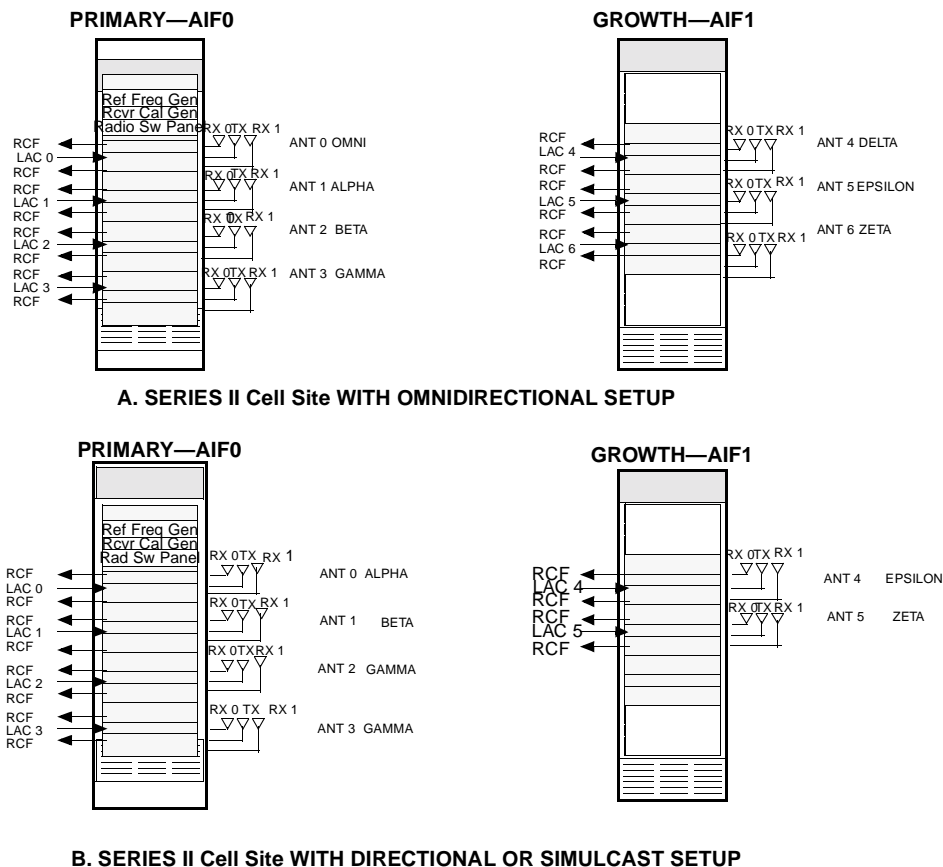 PRIMARY—AIF0
GROWTH—AIF1
Ref Freq Gen
Rcvr Cal Gen
Radio Sw Panel
RCF
LAC 0
RCF
RCF
LAC 1
RCF
RCF
LAC 2
RCF
RCF
LAC 3
RCF
RX 0 TX RX 1
ANT 0 OMNI
RX 0 TX RX 1
ANT 1 ALPHA
RX 0 TX RX 1
ANT 2 BETA
RX 0 TX RX 1
ANT 3 GAMMA
RCF
LAC 4
RCF
RCF
LAC 5
RCF
RCF
LAC 6
RCF
RX 0 TX RX 1
ANT 4 DELTA
RX 0 TX RX 1
ANT 5 EPSILON
ANT 6 ZETA
RX 0 TX RX 1
A. SERIES II Cell Site WITH OMNIDIRECTIONAL SETUP
PRIMARY—AIF0
GROWTH—AIF1
Ref Freq Gen
Rcvr Cal Gen
Rad Sw Panel
RCF
LAC 0
RCF
RCF
LAC 1
RCF
RCF
LAC 2
RCF
RCF
LAC 3
RCF
RX 0 TX RX 1
ANT 0 ALPHA
RX 0 TX RX 1
ANT 1 BETA
RX 0 TX RX 1
ANT 2 GAMMA
RX 0 TX RX 1
ANT 3 GAMMA
RCF
LAC 4
RCF
RCF
LAC 5
RCF
RX 0 TX RX 1
ANT 4 EPSILON
RX 0 TX RX 1
ANT 5 ZETA
B. SERIES II Cell Site WITH DIRECTIONAL OR SIMULCAST SETUP